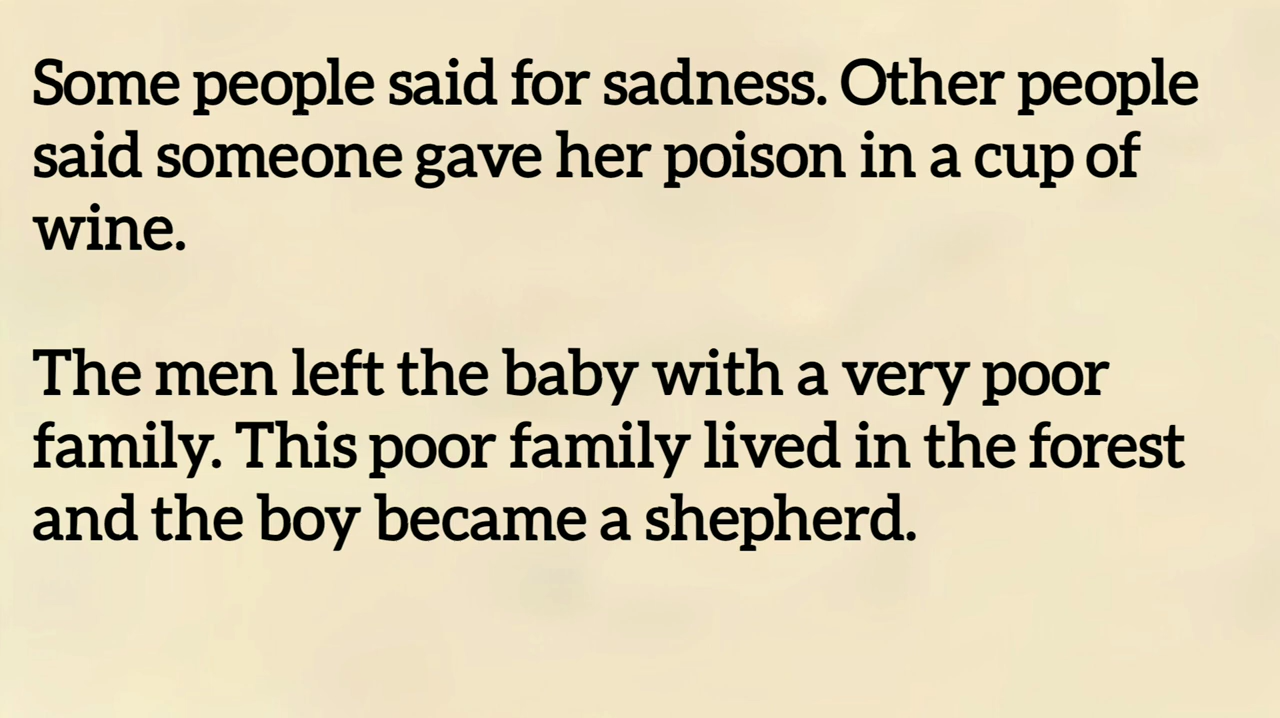 Some people said for sadness. Other people
said someone gave her poison in a cup of
wine.
The men left the baby with a very poor
family. This poor family lived in the forest
and the boy became a shepherd.